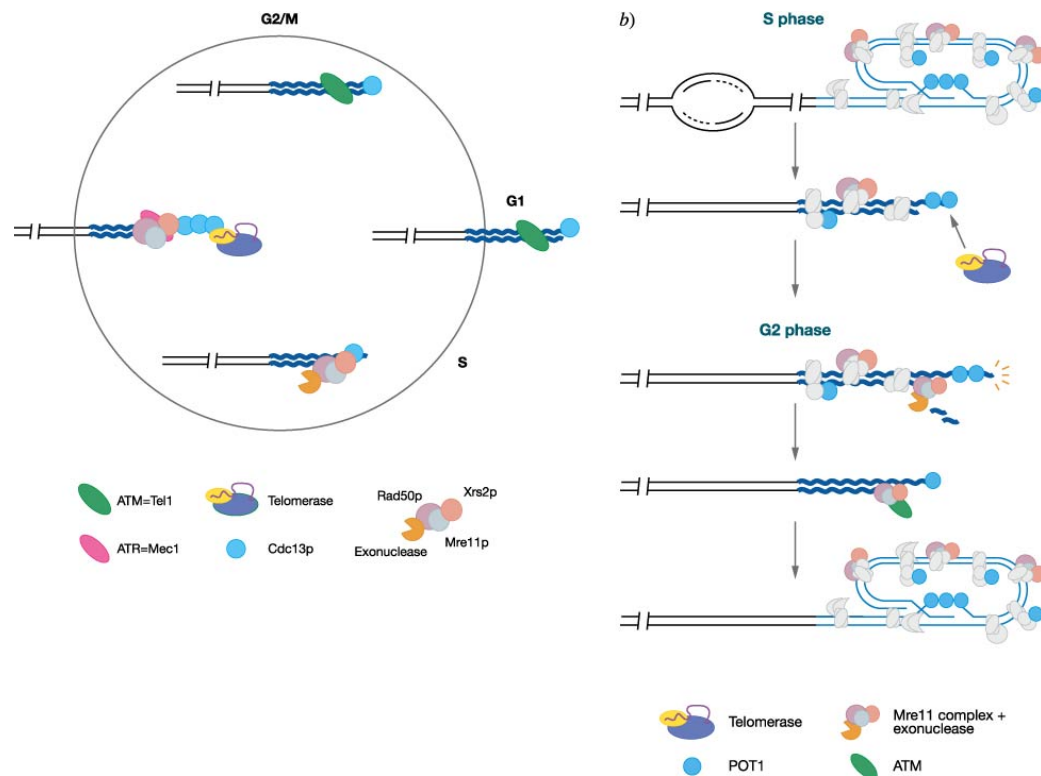 G2/M
G1
S
ATM=Tel1
Telomerase
Rad50p
Xrs2p
ATR=Mec1
Cdc13p
Exonuclease
Mre11p
b)
S phase
G2 phase
Telomerase
Mre11 complex +
exonuclease
POT1
ATM